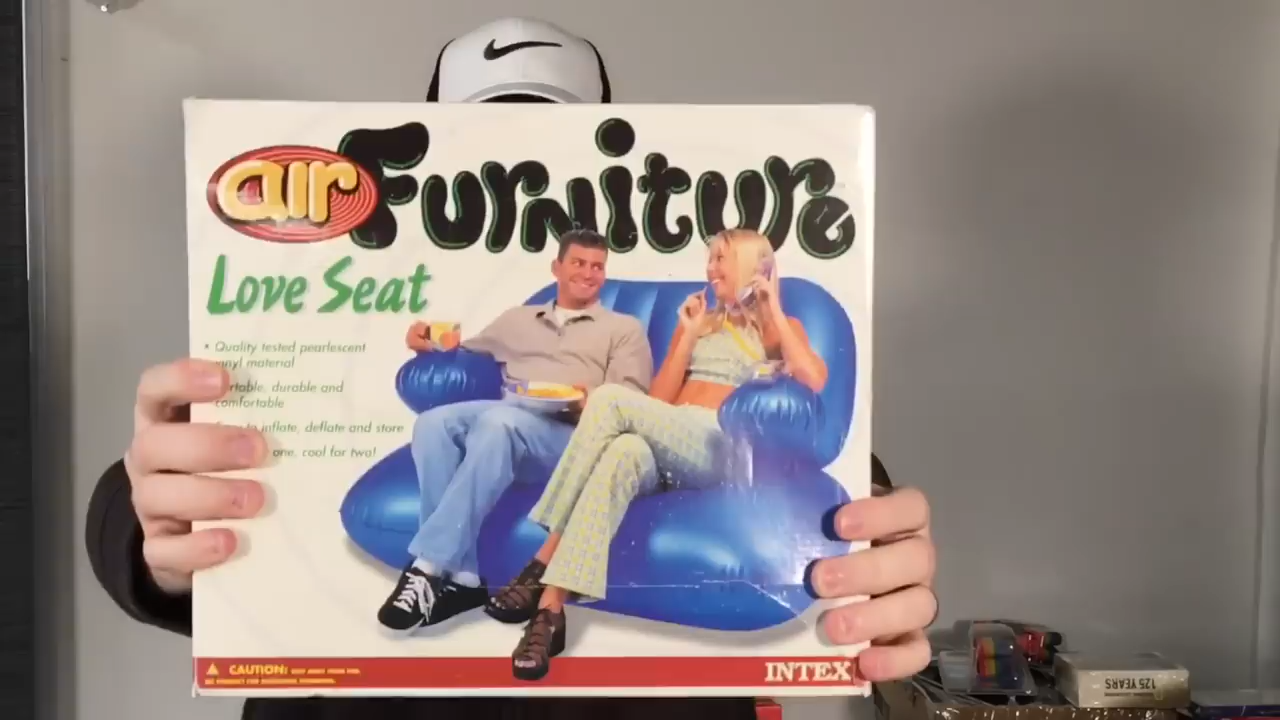 air Furniture
Love Seat
• Quality tested pearlescent
vinyl material
durable and
comfortable
to inflate, deflate and store
one, cool for two!
CAUTION:
INTEX
125 YEARS